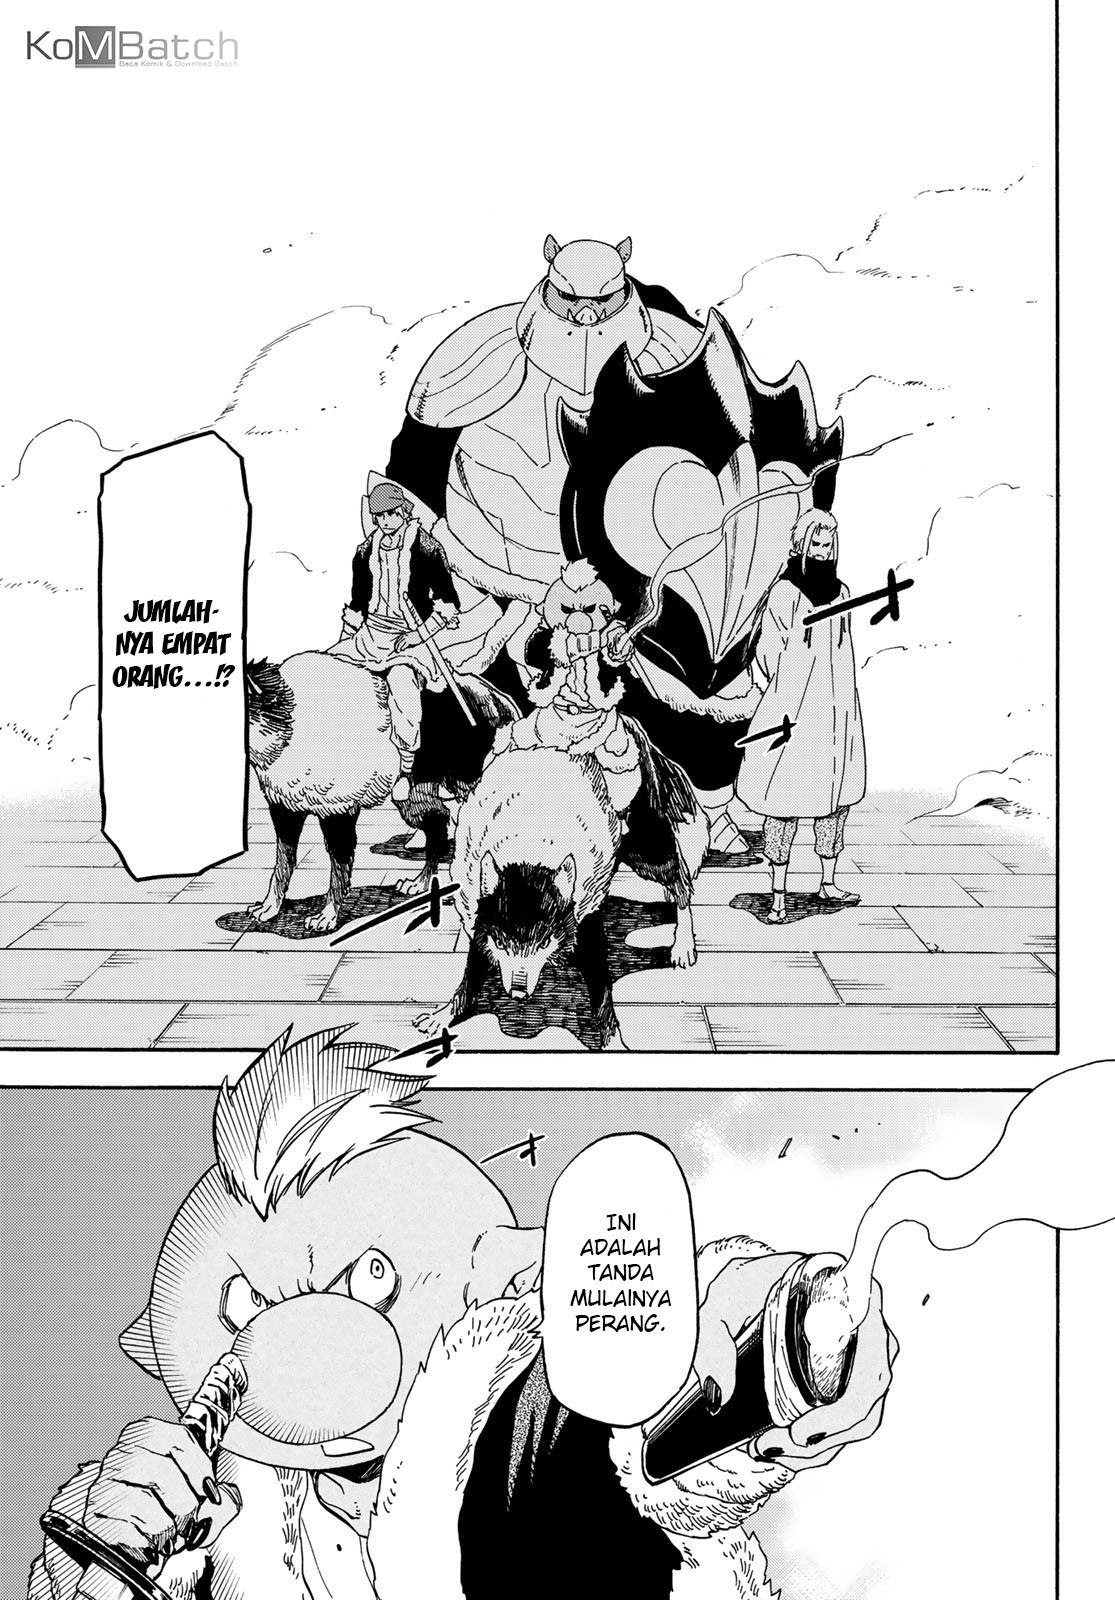 KoMBatch
Baca Komik & Download Batch
JUMLAH-
NYA EMPAT
ORANG...!?
INI
ADALAH
TANDA
MULAINYA
PERANG.